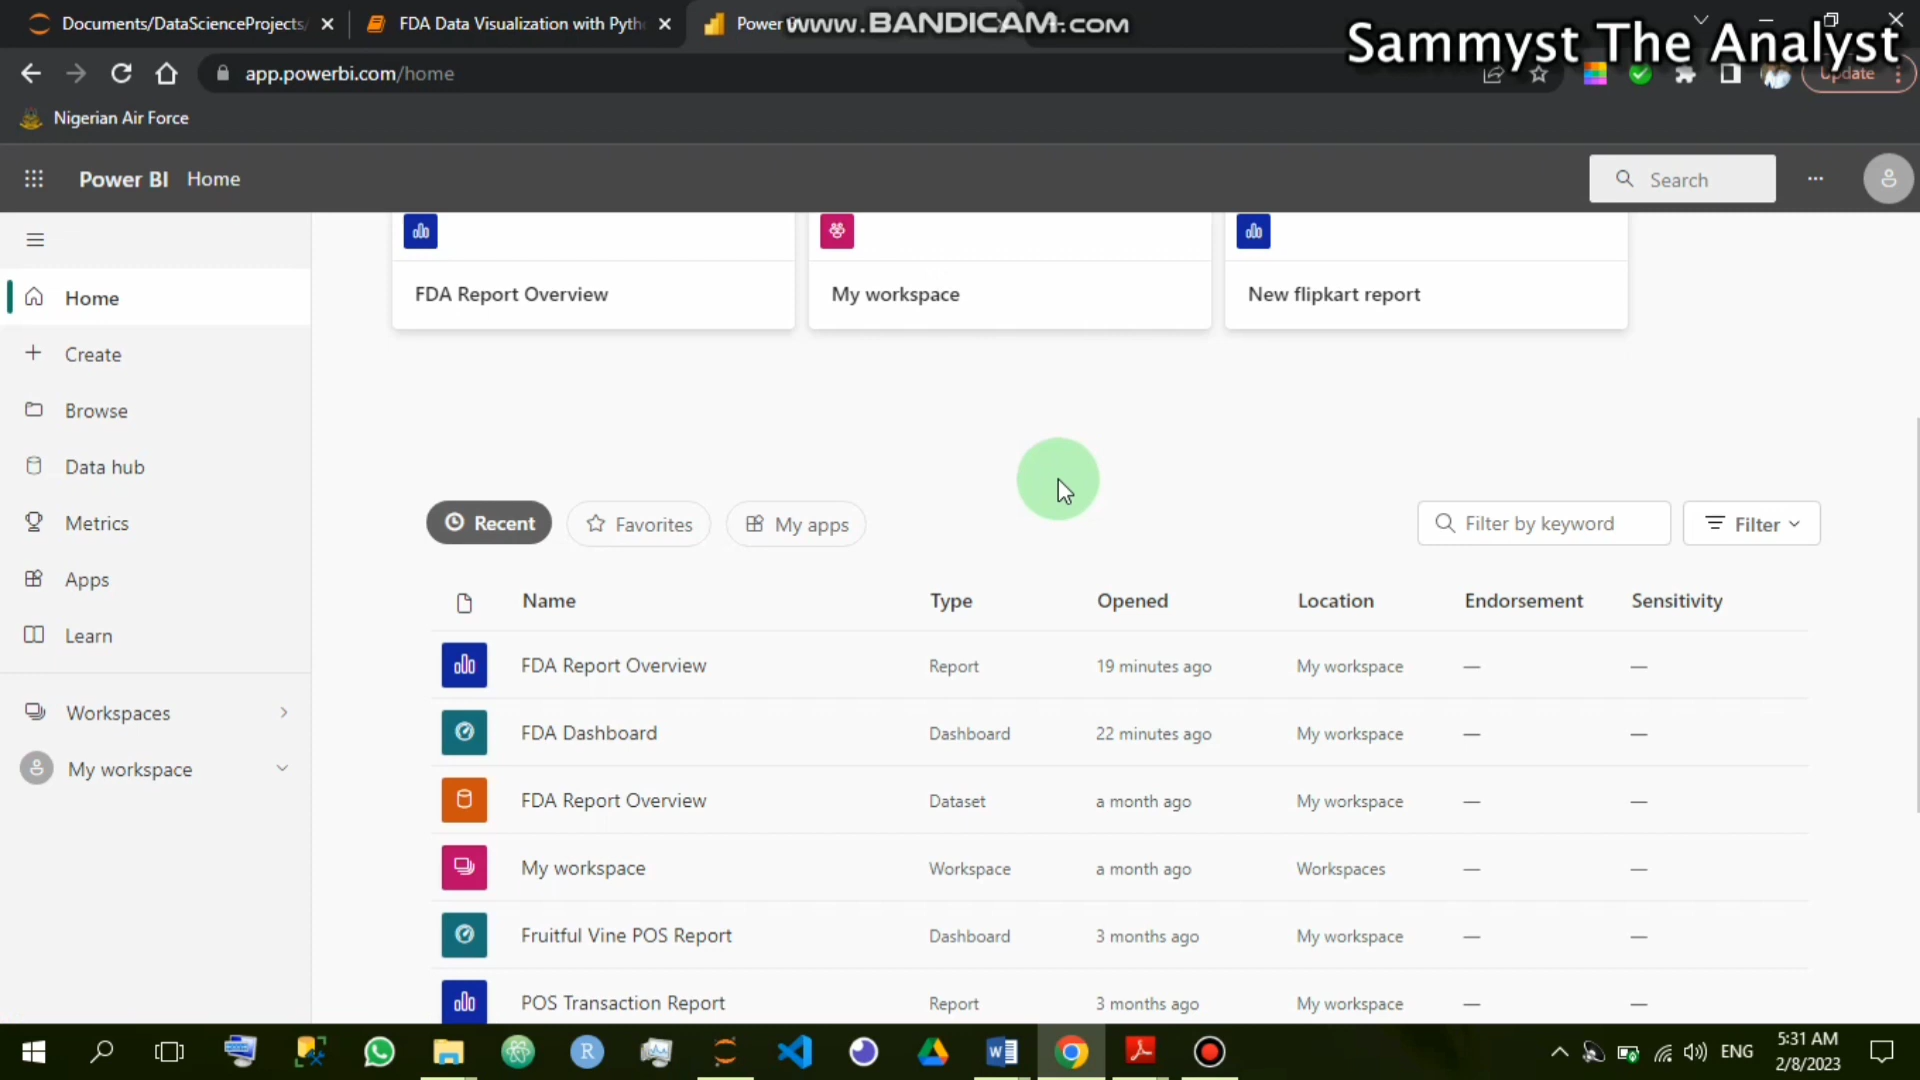 Documents/DataScienceProjects/
FDA Data Visualization with Pyth
Power
www.BANDICAM.com
Sammyst The Analyst
app.powerbi.com/home
Update
Nigerian Air Force
Power BI Home
Search
Home
Create
Browse
Data hub
Metrics
Apps
Learn
Workspaces
My workspace
FDA Report Overview
My workspace
New flipkart report
Recent
Favorites
My apps
Filter by keyword
Filter
Name Type Opened Location Endorsement Sensitivity
FDA Report Overview Report 19 minutes ago My workspace — —
FDA Dashboard Dashboard 22 minutes ago My workspace — —
FDA Report Overview Dataset a month ago My workspace — —
My workspace Workspace a month ago Workspaces — —
Fruitful Vine POS Report Dashboard 3 months ago My workspace — —
POS Transaction Report Report 3 months ago My workspace — —
ENG
5:31 AM
2/8/2023